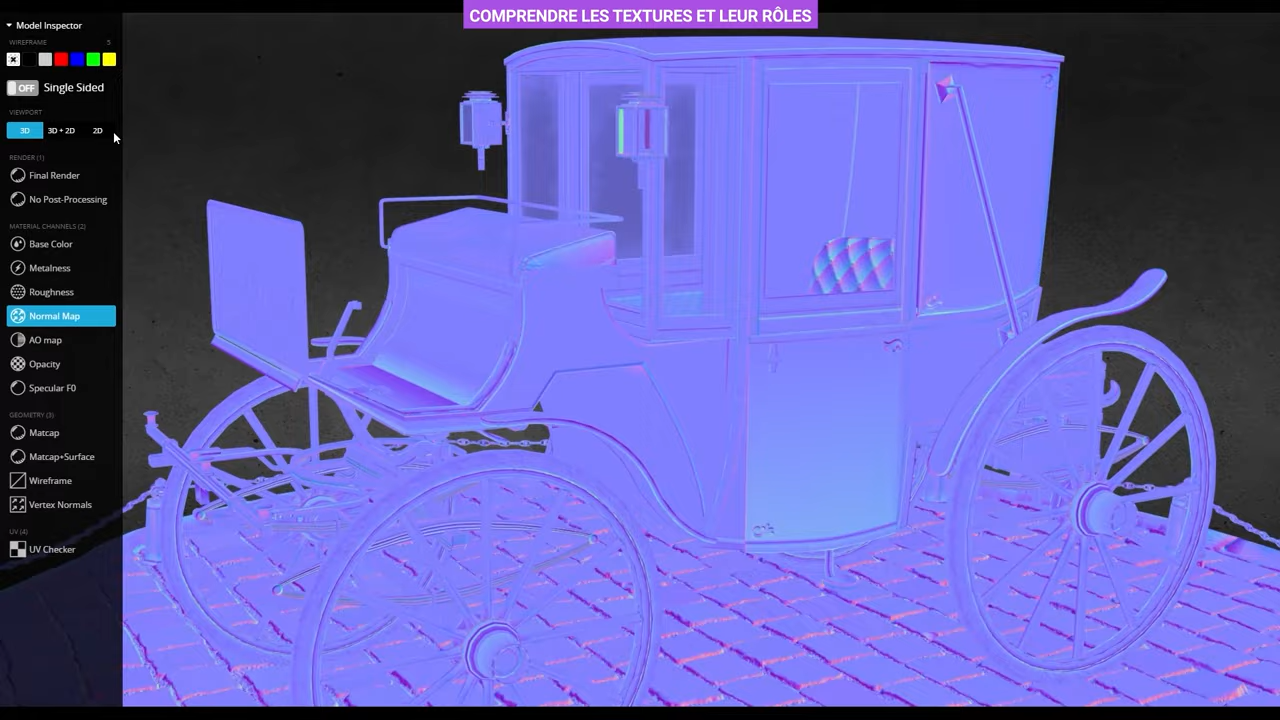 COMPRENDRE LES TEXTURES ET LEUR RÔLES
Model Inspector
WIREFRAME 5
OFF Single Sided
VIEWPORT
3D 3D + 2D 2D
RENDER (1)
Final Render
No Post-Processing
MATERIAL CHANNELS (2)
Base Color
Metalness
Roughness
Normal Map
AO map
Opacity
Specular F0
GEOMETRY (3)
Matcap
Matcap+Surface
Wireframe
Vertex Normals
UV (4)
UV Checker